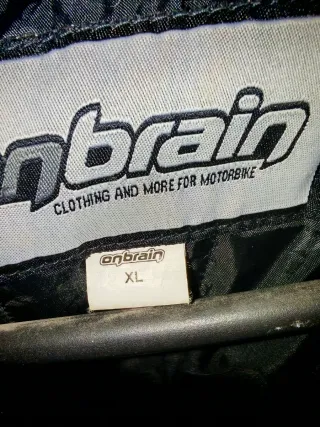 onbrain
CLOTHING AND MORE FOR MOTORBIKE
onbrain
XL